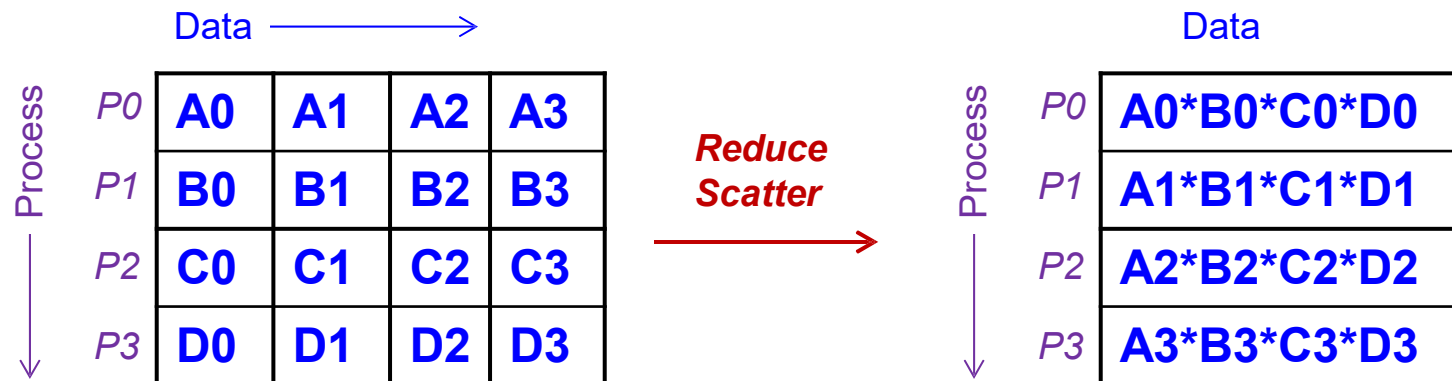 Data
Process
P0 A0 A1 A2 A3
P1 B0 B1 B2 B3
P2 C0 C1 C2 C3
P3 D0 D1 D2 D3
Reduce
Scatter
Data
Process
P0 A0*B0*C0*D0
P1 A1*B1*C1*D1
P2 A2*B2*C2*D2
P3 A3*B3*C3*D3